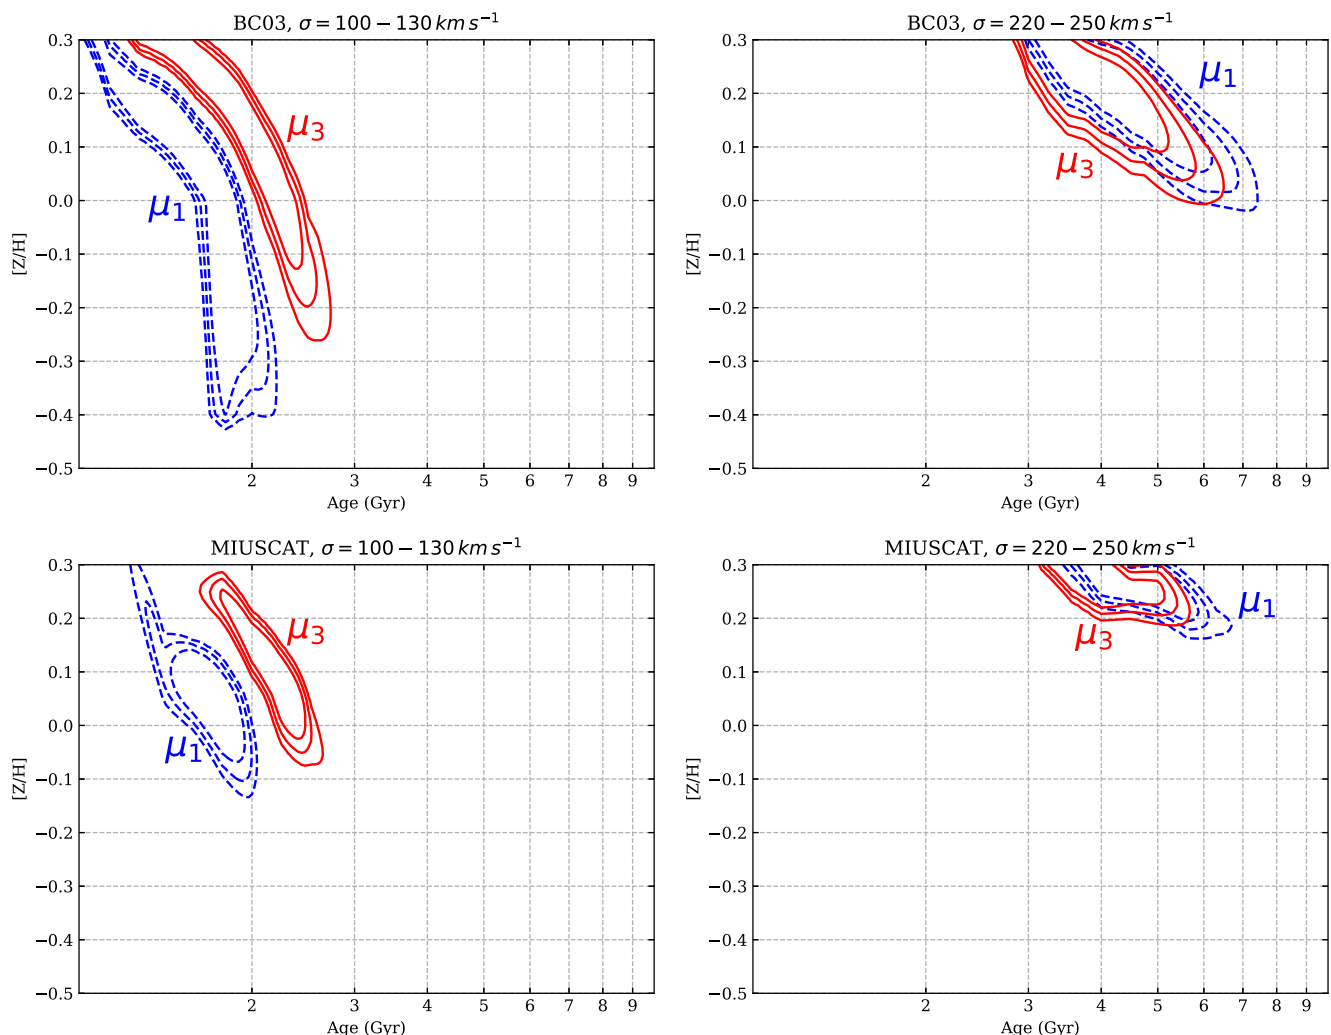 BC03, σ = 100 − 130 km s⁻¹
0.3
0.2
0.1
0.0
−0.1
−0.2
−0.3
−0.4
−0.5
[Z/H]
μ₁
μ₃
2 3 4 5 6 7 8 9
Age (Gyr)
BC03, σ = 220 − 250 km s⁻¹
0.3
0.2
0.1
0.0
−0.1
−0.2
−0.3
−0.4
−0.5
[Z/H]
μ₁
μ₃
2 3 4 5 6 7 8 9
Age (Gyr)
MIUSCAT, σ = 100 − 130 km s⁻¹
0.3
0.2
0.1
0.0
−0.1
−0.2
−0.3
−0.4
−0.5
[Z/H]
μ₃
μ₁
2 3 4 5 6 7 8 9
Age (Gyr)
MIUSCAT, σ = 220 − 250 km s⁻¹
0.3
0.2
0.1
0.0
−0.1
−0.2
−0.3
−0.4
−0.5
[Z/H]
μ₁
μ₃
2 3 4 5 6 7 8 9
Age (Gyr)